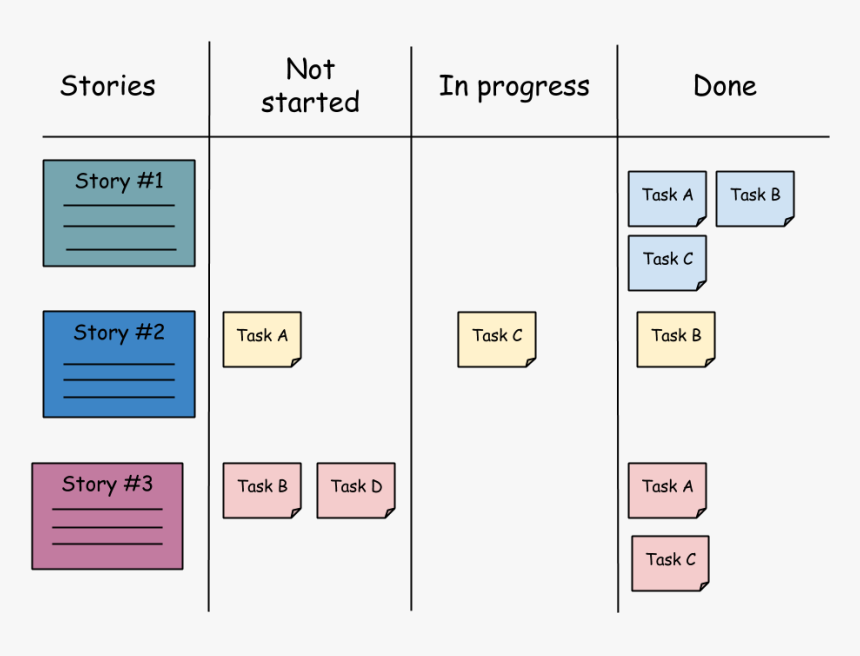 Stories
Not
started
In progress
Done
Story #1
Task A
Task B
Task C
Story #2
Task A
Task C
Task B
Story #3
Task B
Task D
Task A
Task C